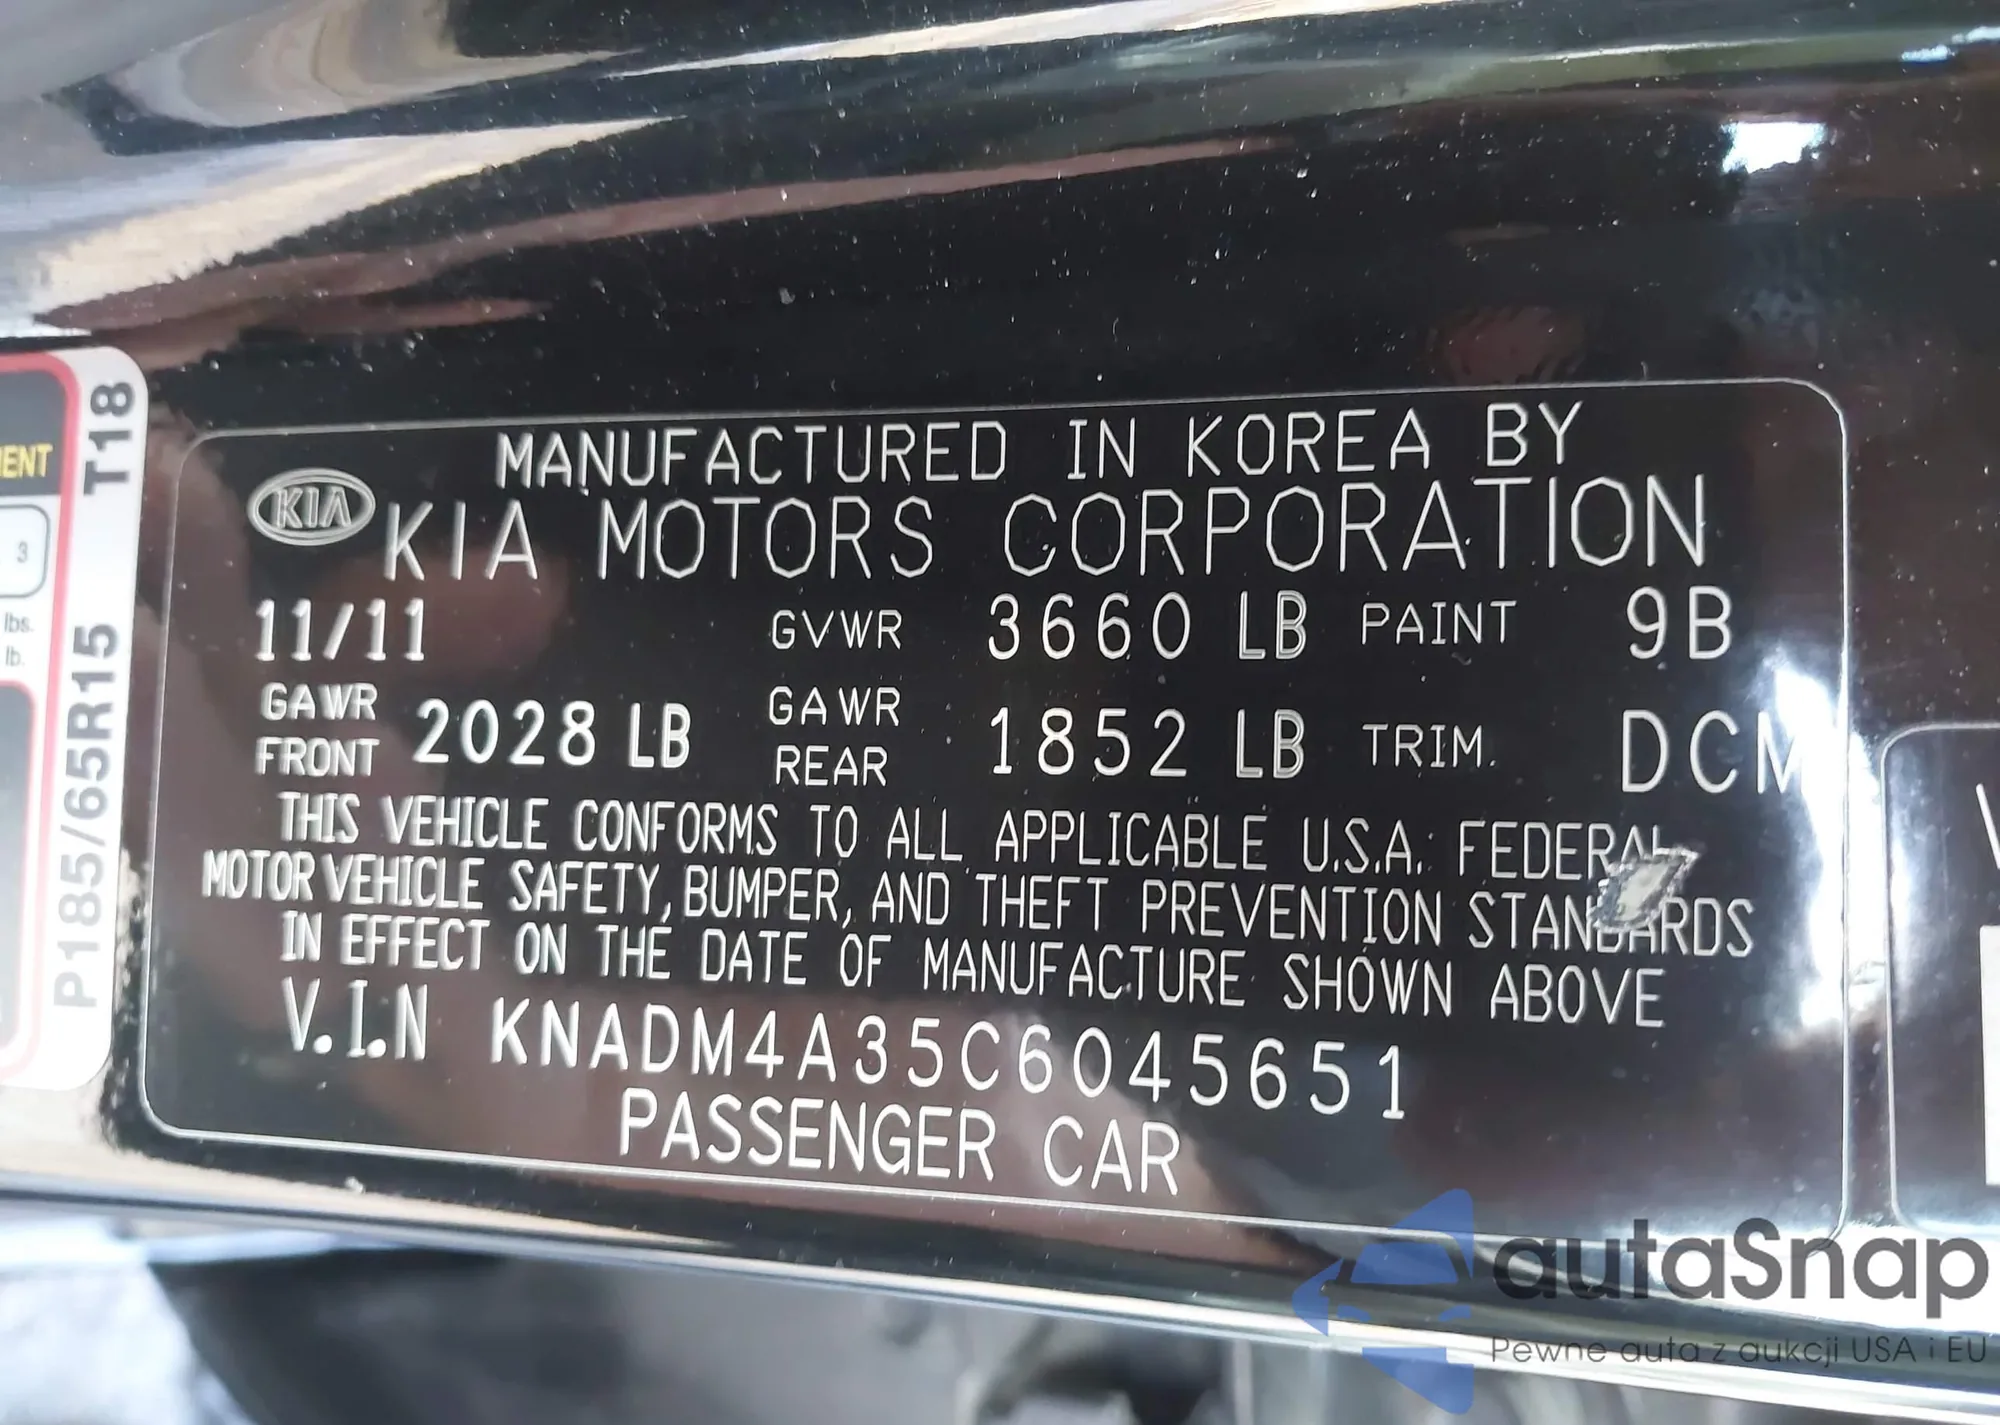 MANUFACTURED IN KOREA BY
KIA KIA MOTORS CORPORATION
11/11 GVWR 3660 LB PAINT 9B
GAWR FRONT 2028 LB GAWR REAR 1852 LB TRIM. DCM
THIS VEHICLE CONFORMS TO ALL APPLICABLE U.S.A. FEDERAL
MOTOR VEHICLE SAFETY, BUMPER, AND THEFT PREVENTION STANDARDS
IN EFFECT ON THE DATE OF MANUFACTURE SHOWN ABOVE
V.I.N KNADM4A35C6045651
PASSENGER CAR
P185/65R15 T18
3
lbs.
lb.
autaSnap
Pewne auta z aukcji USA i EU